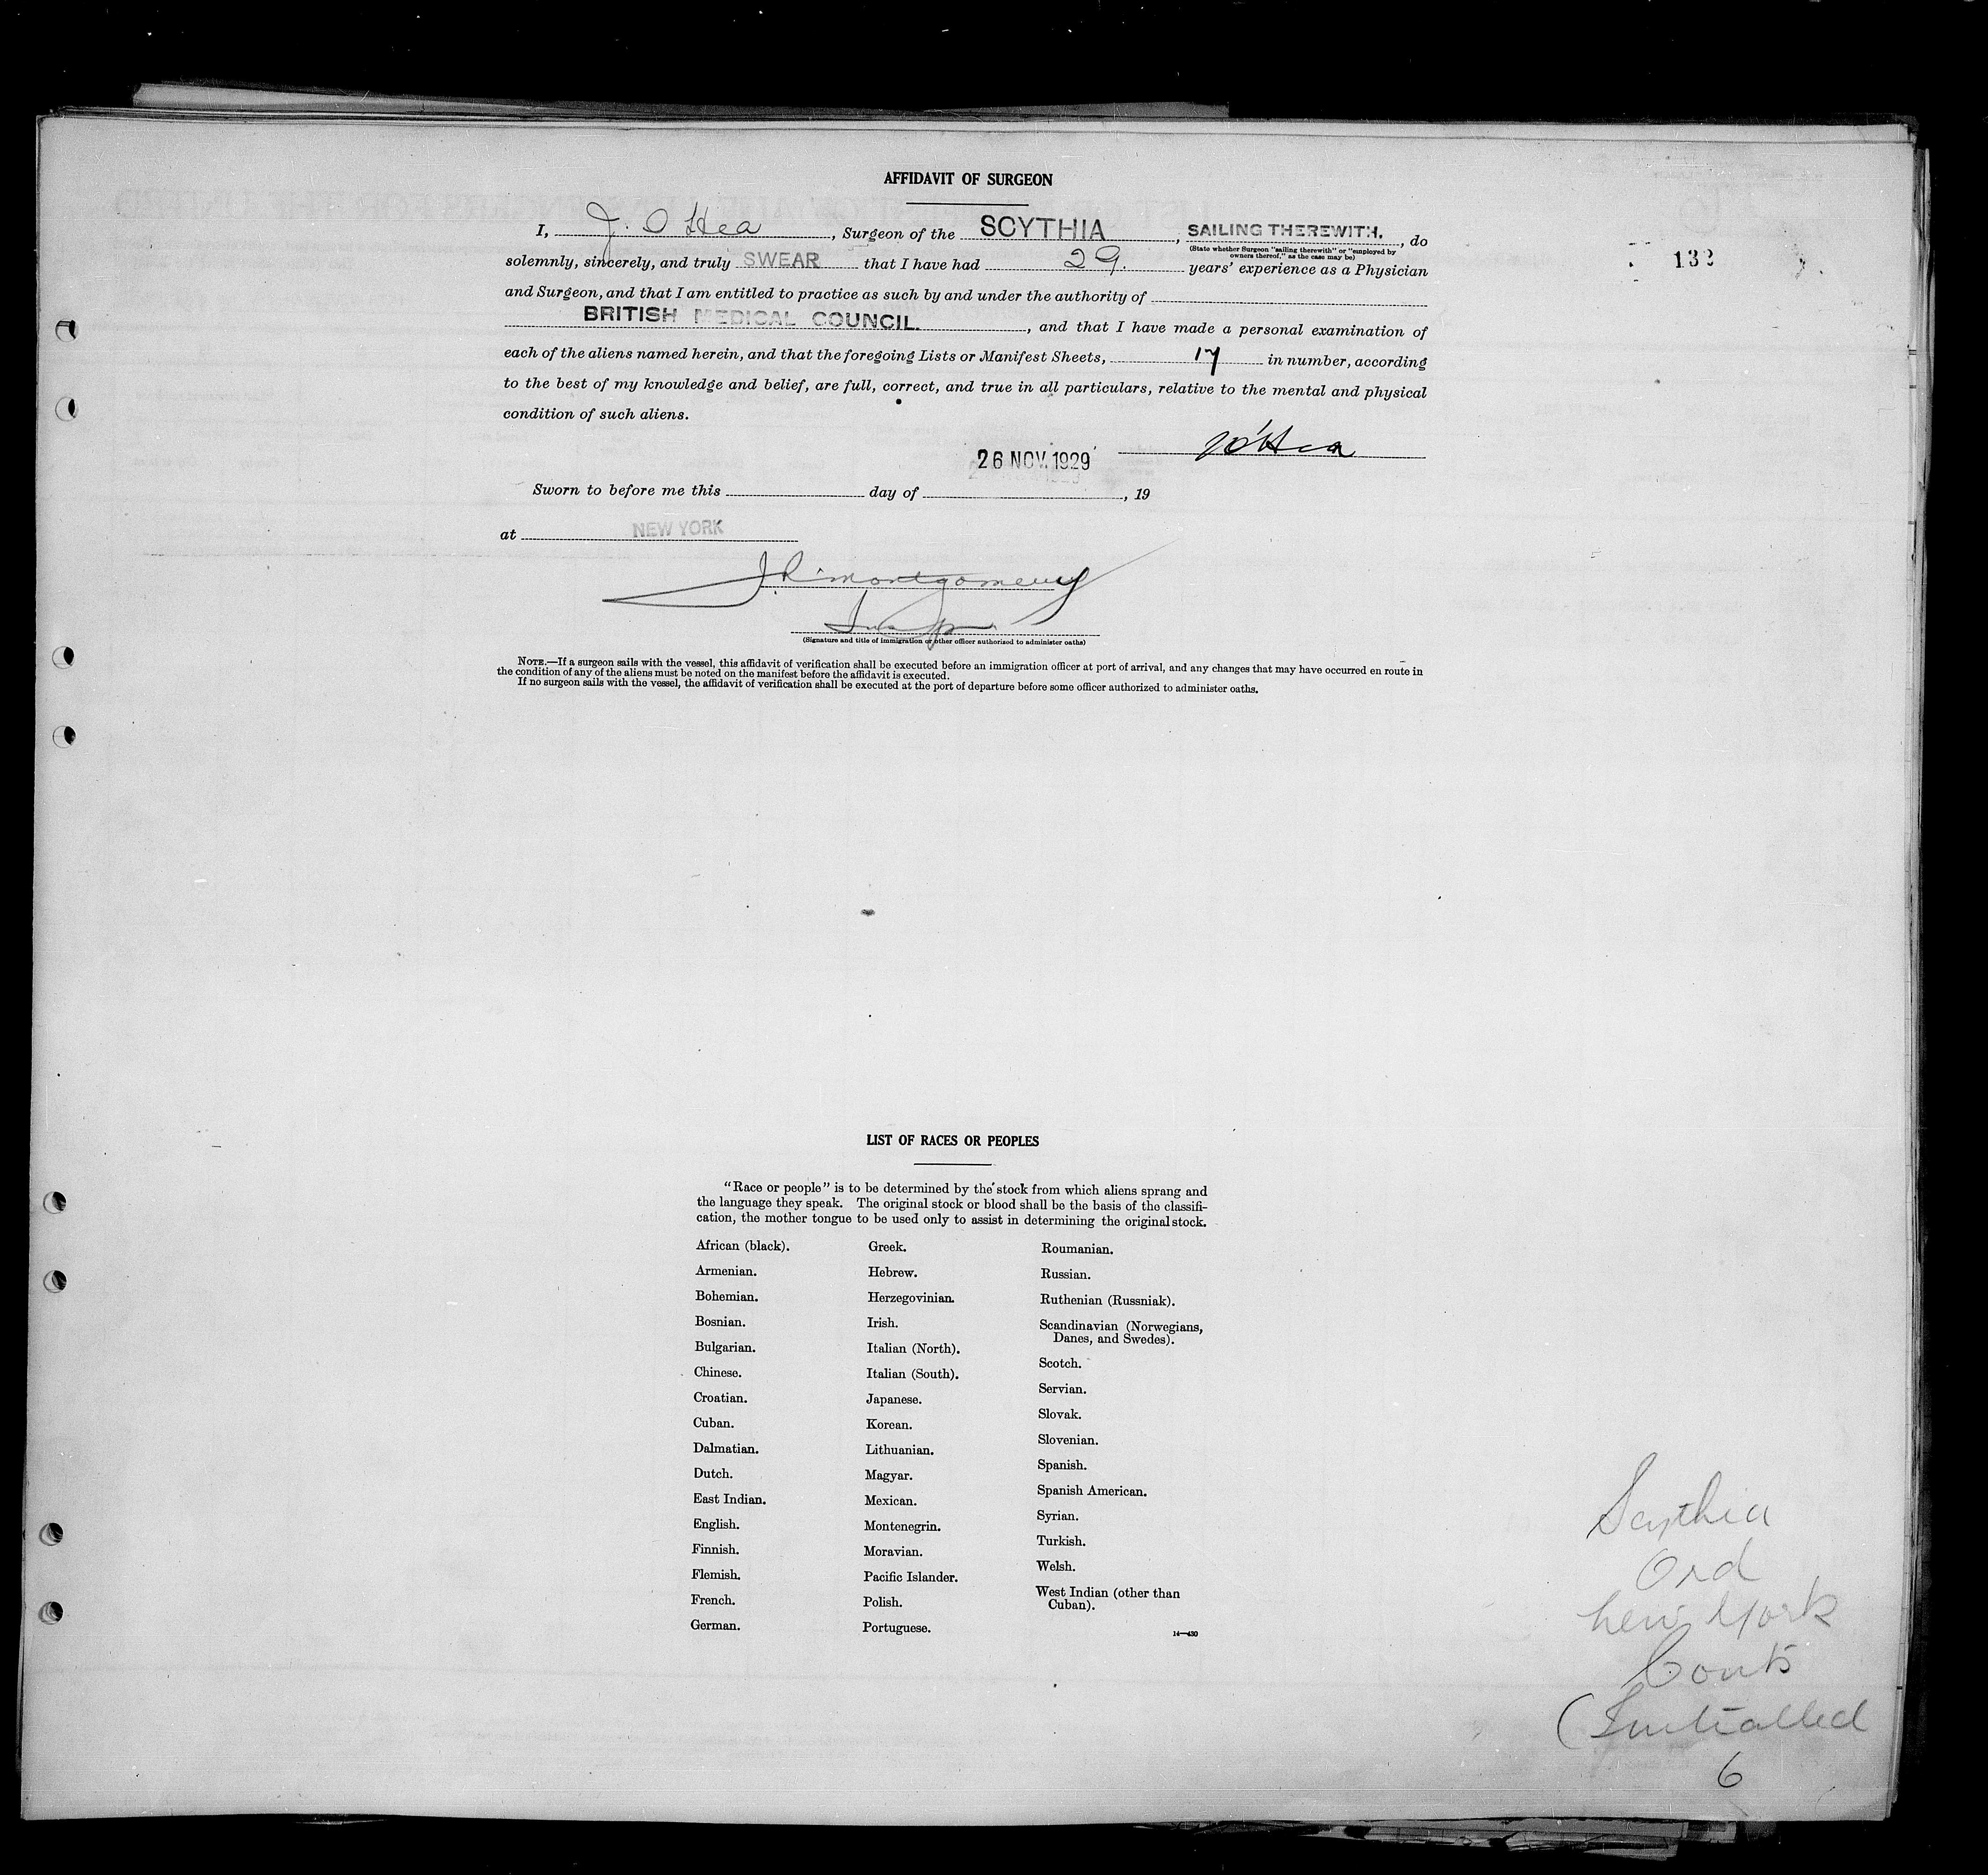 AFFIDAVIT OF SURGEON
I, J. O'Hea, Surgeon of the SCYTHIA, SAILING THEREWITH., do
(State whether Surgeon "sailing therewith" or "employed by
owners thereof," as the case may be)
132
solemnly, sincerely, and truly SWEAR that I have had 29. years' experience as a Physician
and Surgeon, and that I am entitled to practice as such by and under the authority of
BRITISH MEDICAL COUNCIL., and that I have made a personal examination of
each of the aliens named herein, and that the foregoing Lists or Manifest Sheets, 17 in number, according
to the best of my knowledge and belief, are full, correct, and true in all particulars, relative to the mental and physical
condition of such aliens.
J O'Hea
26 NOV. 1929
Sworn to before me this day of , 19
at NEW YORK
J. R. Montgomery
(Signature and title of immigration or other officer authorized to administer oaths)
NOTE.—If a surgeon sails with the vessel, this affidavit of verification shall be executed before an immigration officer at port of arrival, and any changes that may have occurred en route in
the condition of any of the aliens must be noted on the manifest before the affidavit is executed.
If no surgeon sails with the vessel, the affidavit of verification shall be executed at the port of departure before some officer authorized to administer oaths.
LIST OF RACES OR PEOPLES
"Race or people" is to be determined by the stock from which aliens sprang and
the language they speak. The original stock or blood shall be the basis of the classifi-
cation, the mother tongue to be used only to assist in determining the original stock.
African (black).
Armenian.
Bohemian.
Bosnian.
Bulgarian.
Chinese.
Croatian.
Cuban.
Dalmatian.
Dutch.
East Indian.
English.
Finnish.
Flemish.
French.
German.
Greek.
Hebrew.
Herzegovinian.
Irish.
Italian (North).
Italian (South).
Japanese.
Korean.
Lithuanian.
Magyar.
Mexican.
Montenegrin.
Moravian.
Pacific Islander.
Polish.
Portuguese.
Roumanian.
Russian.
Ruthenian (Russniak).
Scandinavian (Norwegians,
Danes, and Swedes).
Scotch.
Servian.
Slovak.
Slovenian.
Spanish.
Spanish American.
Syrian.
Turkish.
Welsh.
West Indian (other than
Cuban).
14—430
Scythia
Ord
New York
Conts
(Initialled
6